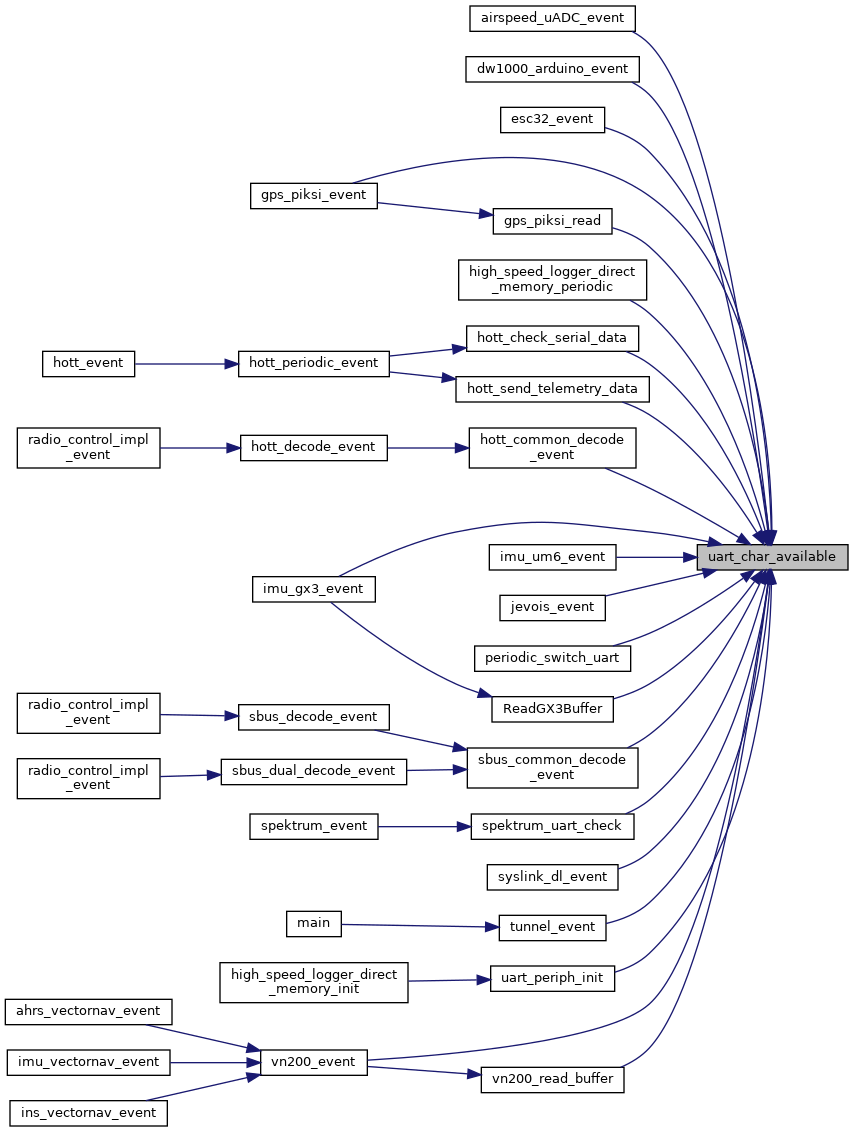 airspeed_uADC_event
dw1000_arduino_event
esc32_event
gps_piksi_event
gps_piksi_read
high_speed_logger_direct
_memory_periodic
hott_check_serial_data
hott_event
hott_periodic_event
hott_send_telemetry_data
radio_control_impl
_event
hott_decode_event
hott_common_decode
_event
uart_char_available
imu_um6_event
imu_gx3_event
jevois_event
periodic_switch_uart
ReadGX3Buffer
radio_control_impl
_event
sbus_decode_event
sbus_common_decode
_event
radio_control_impl
_event
sbus_dual_decode_event
spektrum_event
spektrum_uart_check
syslink_dl_event
main
tunnel_event
high_speed_logger_direct
_memory_init
uart_periph_init
ahrs_vectornav_event
imu_vectornav_event
vn200_event
vn200_read_buffer
ins_vectornav_event